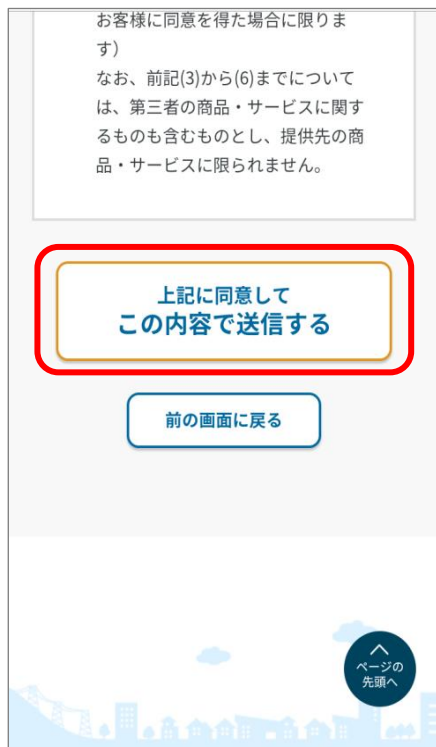 お客様に同意を得た場合に限りま
す）
なお、前記(3)から(6)までについて
は、第三者の商品・サービスに関す
るものも含むものとし、提供先の商
品・サービスに限られません。
上記に同意して
この内容で送信する
前の画面に戻る
ページの
先頭へ